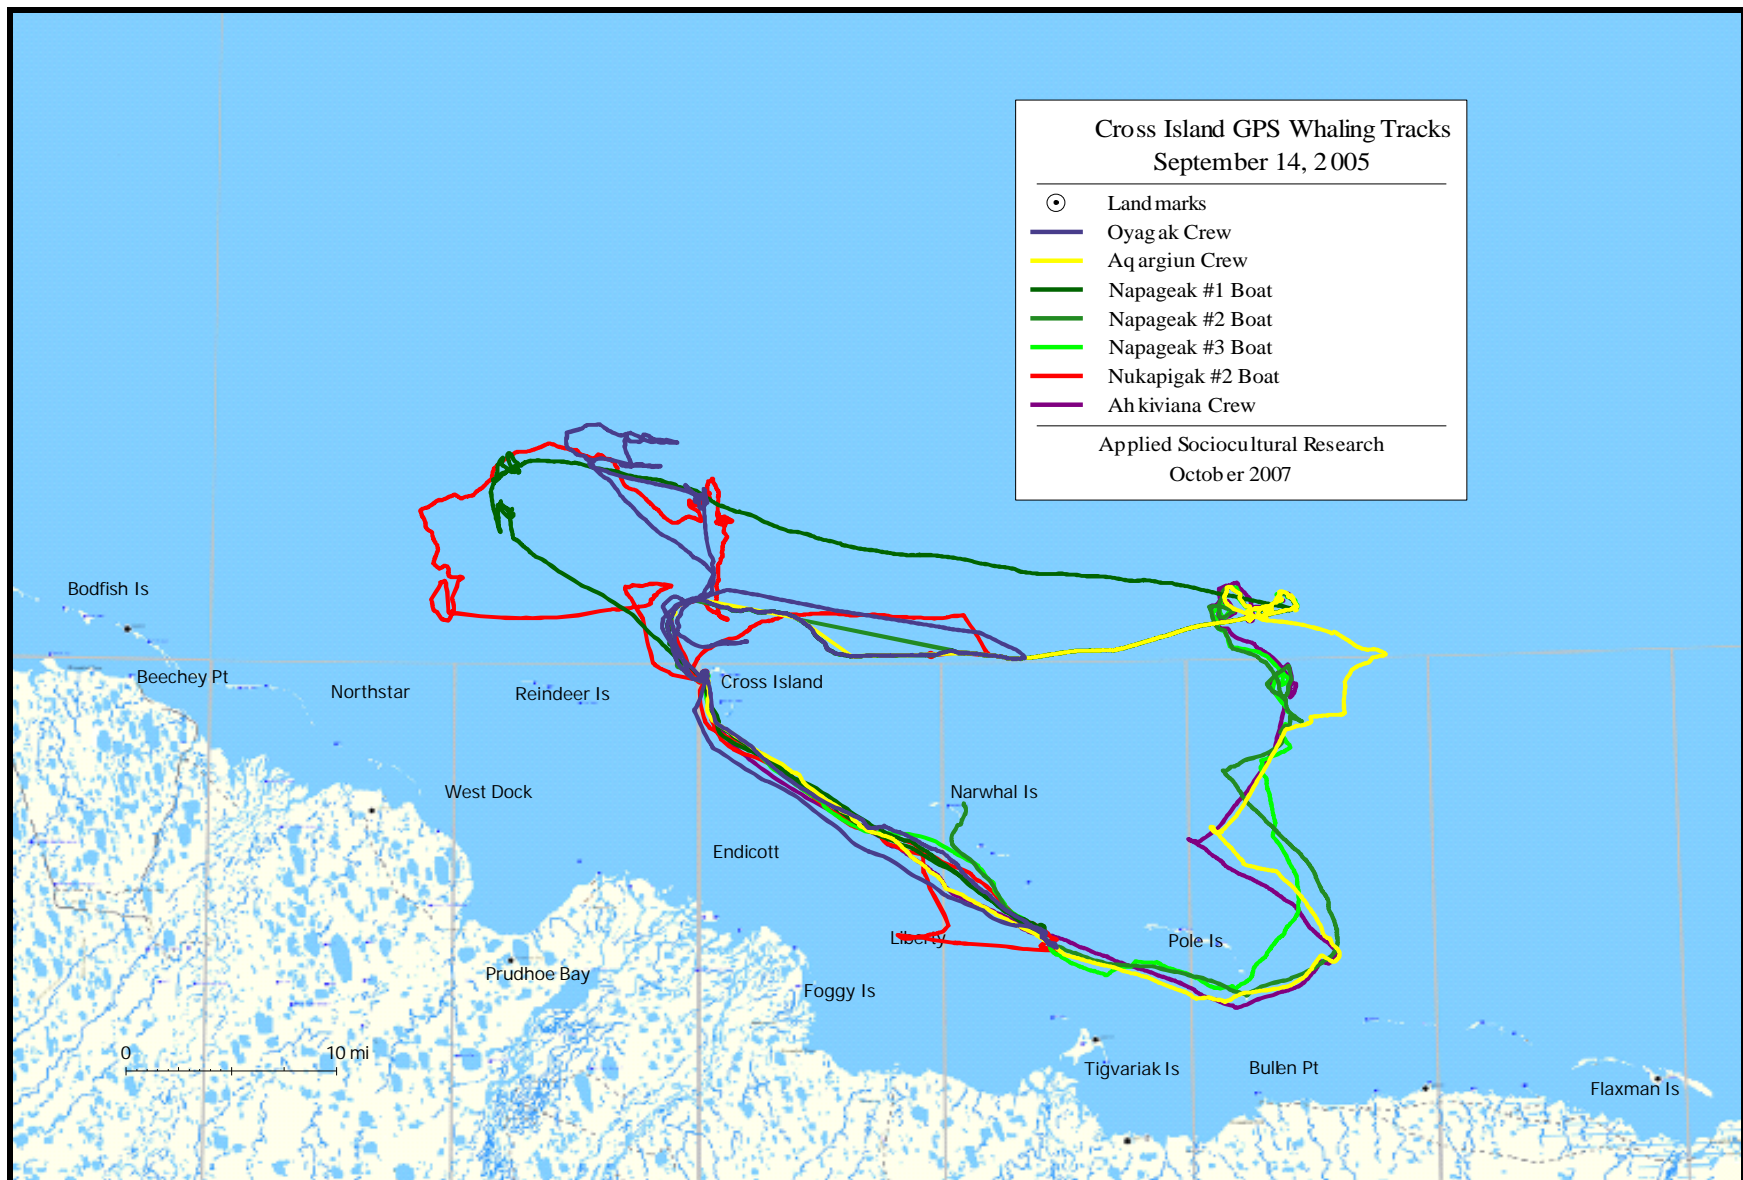 Cross Island GPS Whaling Tracks
September 14, 2005
Landmarks
Oyagak Crew
Aqargiun Crew
Napageak #1 Boat
Napageak #2 Boat
Napageak #3 Boat
Nukapigak #2 Boat
Ahkiviana Crew
Applied Sociocultural Research
October 2007
Bodfish Is
Beechey Pt
Northstar
Reindeer Is
Cross Island
West Dock
Narwhal Is
Endicott
Liberty
Pole Is
Prudhoe Bay
Foggy Is
0 10 mi
Tigvariak Is
Bullen Pt
Flaxman Is